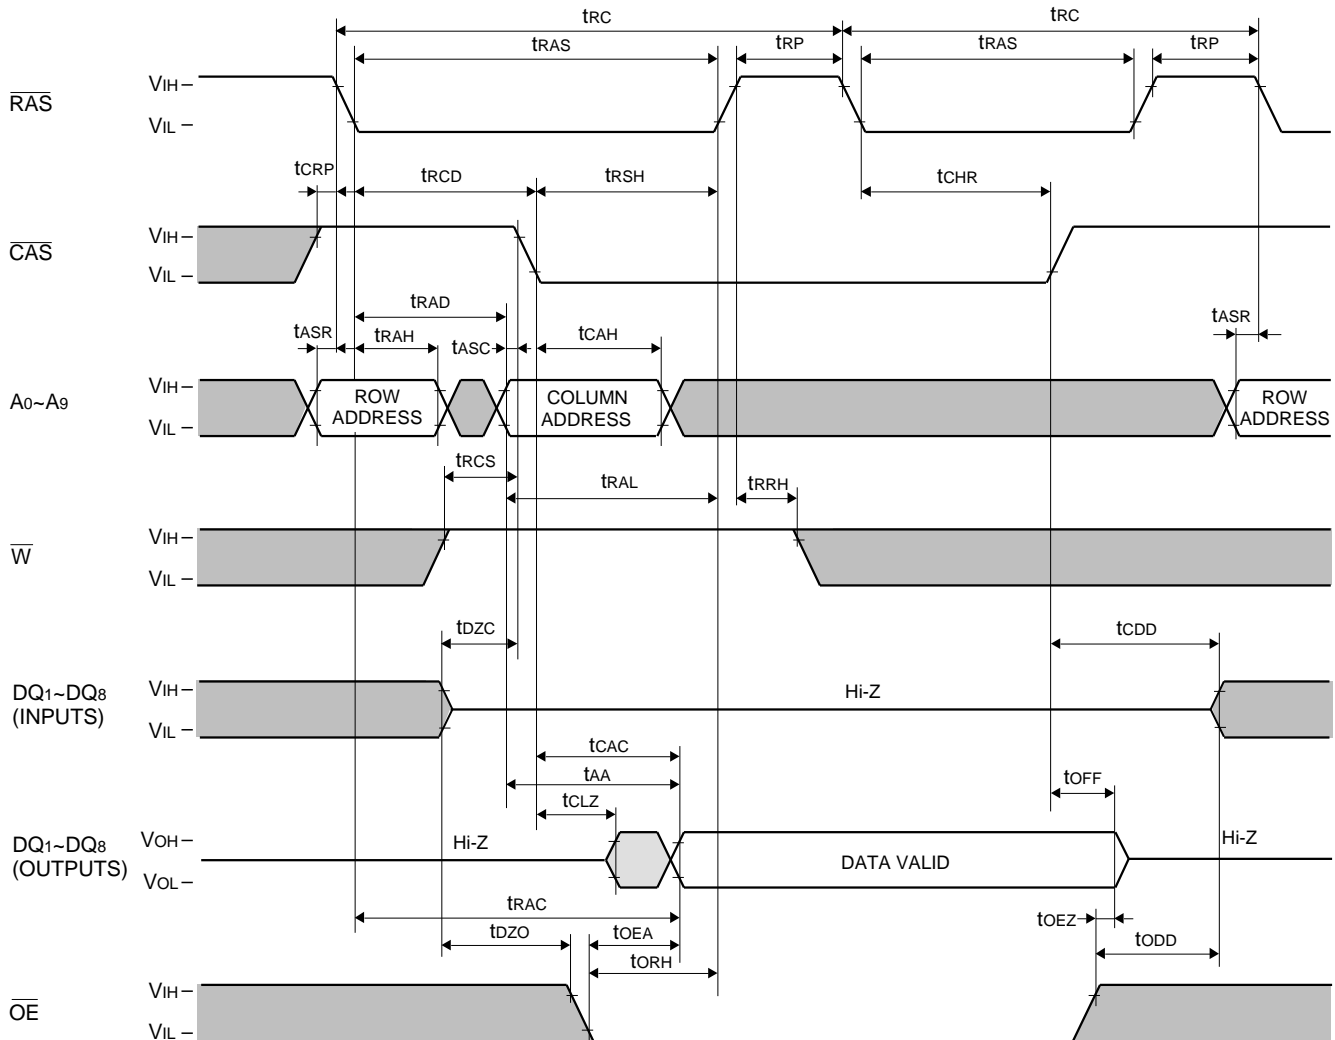 tRC tRC
tRAS tRP tRAS tRP
RAS
VIH
VIL
tCRP tRCD tRSH tCHR
CAS
VIH
VIL
tRAD
tASR tRAH tASC tCAH tASR
A0~A9
VIH
VIL
ROW
ADDRESS
COLUMN
ADDRESS
ROW
ADDRESS
tRCS
tRAL tRRH
W
VIH
VIL
tDZC tCDD
DQ1~DQ8
(INPUTS)
VIH
VIL
Hi-Z
tCAC
tAA
tCLZ tOFF
DQ1~DQ8
(OUTPUTS)
VOH
VOL
Hi-Z
DATA VALID
Hi-Z
tRAC
tOEZ
tDZO tOEA tODD
tORH
OE
VIH
VIL